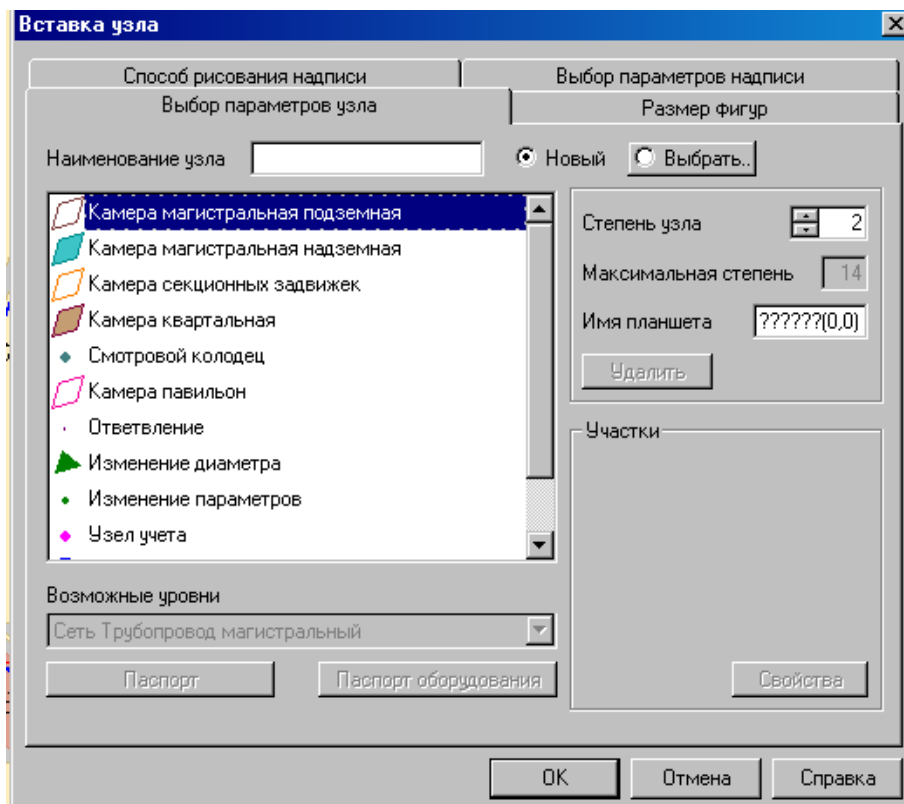 Вставка узла
Способ рисования надписи
Выбор параметров надписи
Выбор параметров узла
Размер фигур
Наименование узла
Новый
Выбрать..
Камера магистральная подземная
Камера магистральная надземная
Камера секционных задвижек
Камера квартальная
Смотровой колодец
Камера павильон
Ответвление
Изменение диаметра
Изменение параметров
Узел учета
Степень узла 2
Максимальная степень 14
Имя планшета ??????(0,0)
Удалить
Участки
Возможные уровни
Сеть Трубопровод магистральный
Паспорт
Паспорт оборудования
Свойства
OK
Отмена
Справка